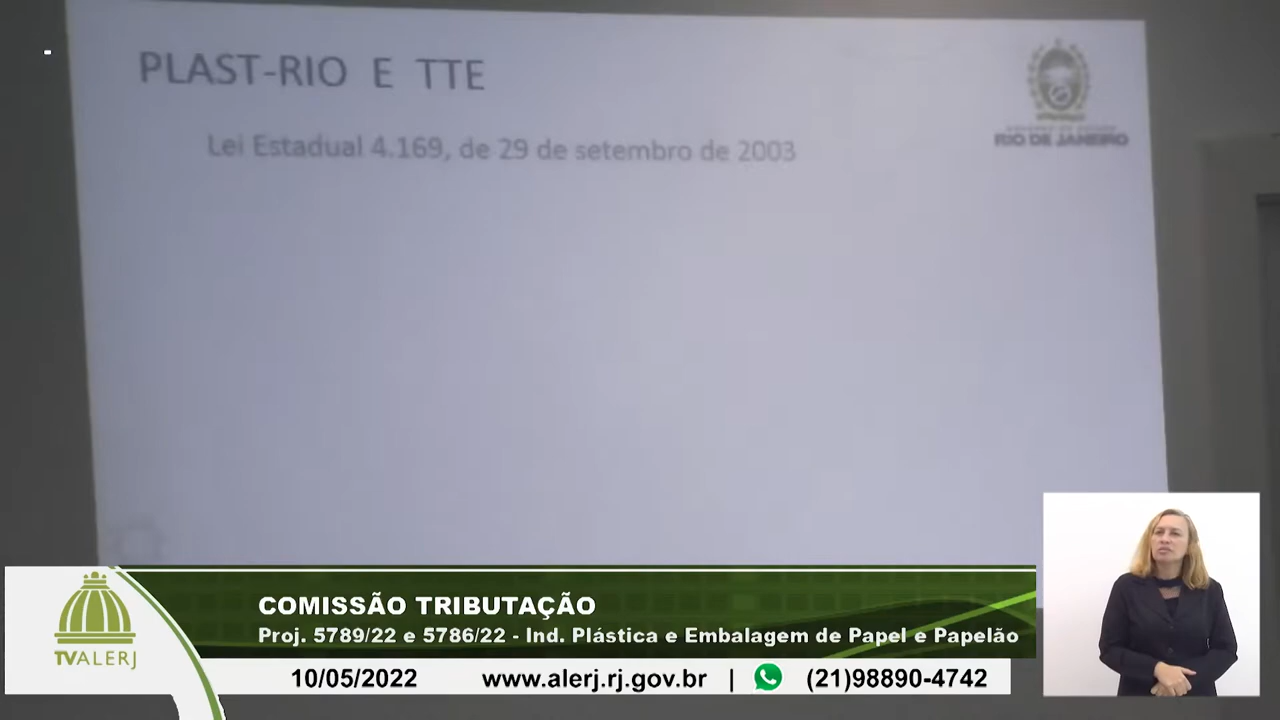 PLAST-RIO E TTE
Lei Estadual 4.169, de 29 de setembro de 2003
RIO DE JANEIRO
COMISSÃO TRIBUTAÇÃO
Proj. 5789/22 e 5786/22 - Ind. Plástica e Embalagem de Papel e Papelão
TVALERJ
10/05/2022 www.alerj.rj.gov.br | (21)98890-4742